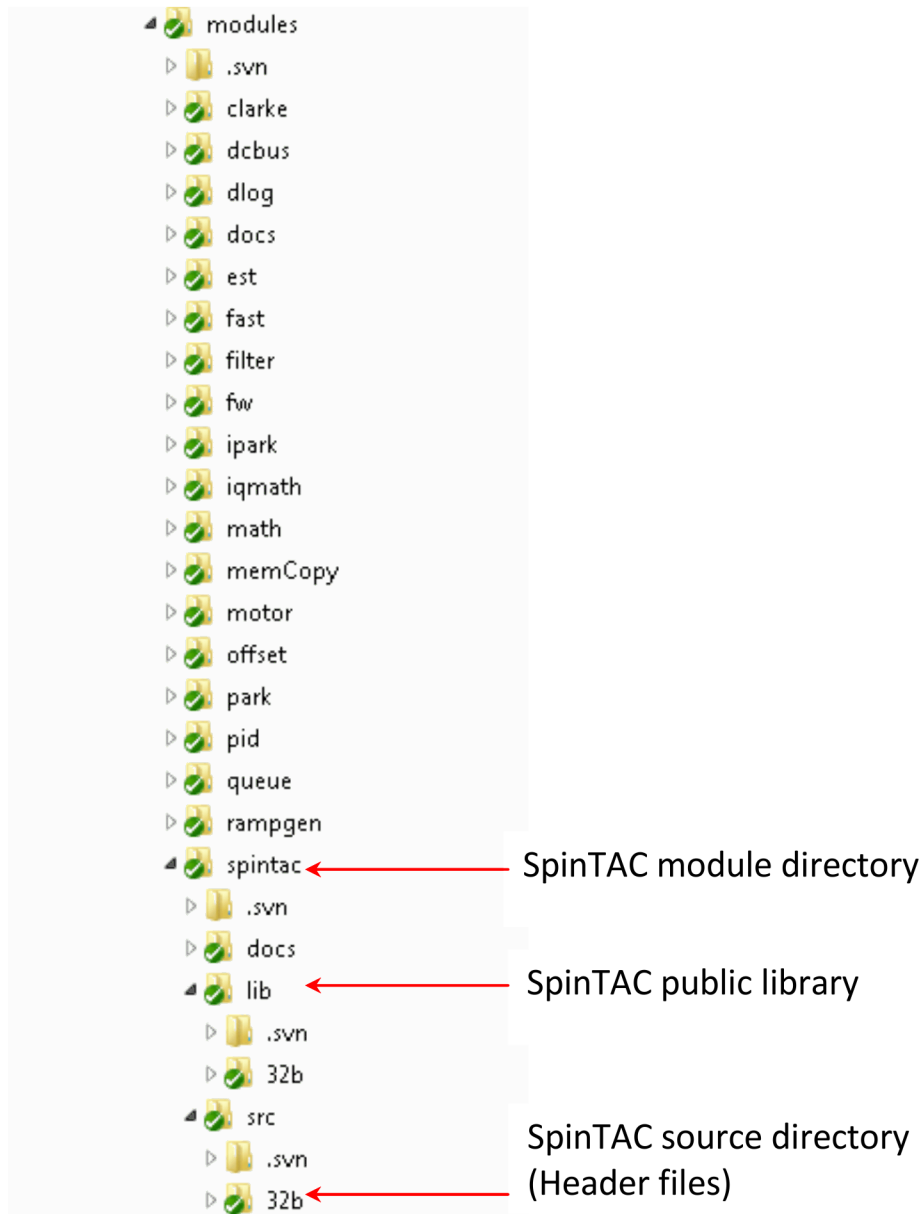 modules
.svn
clarke
dcbus
dlog
docs
est
fast
filter
fw
ipark
iqmath
math
memCopy
motor
offset
park
pid
queue
rampgen
spintac
SpinTAC module directory
.svn
docs
lib
SpinTAC public library
.svn
32b
src
SpinTAC source directory
(Header files)
.svn
32b